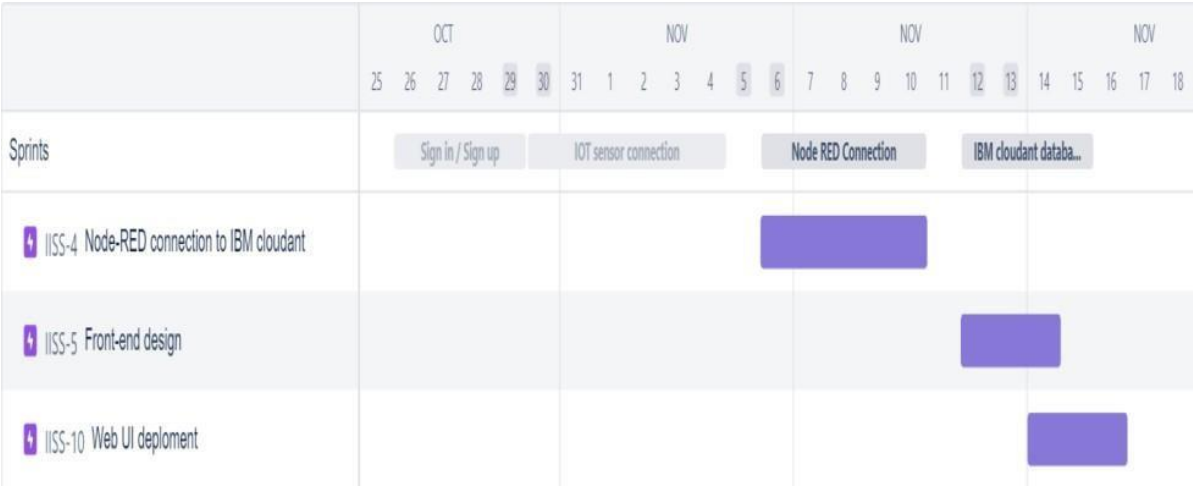 OCT NOV NOV NOV
25 26 27 28 29 30 31 1 2 3 4 5 6 7 8 9 10 11 12 13 14 15 16 17 18
Sprints Sign in / Sign up IOT sensor connection Node RED Connection IBM cloudant databa...
IISS-4 Node-RED connection to IBM cloudant
IISS-5 Front-end design
IISS-10 Web UI deploment